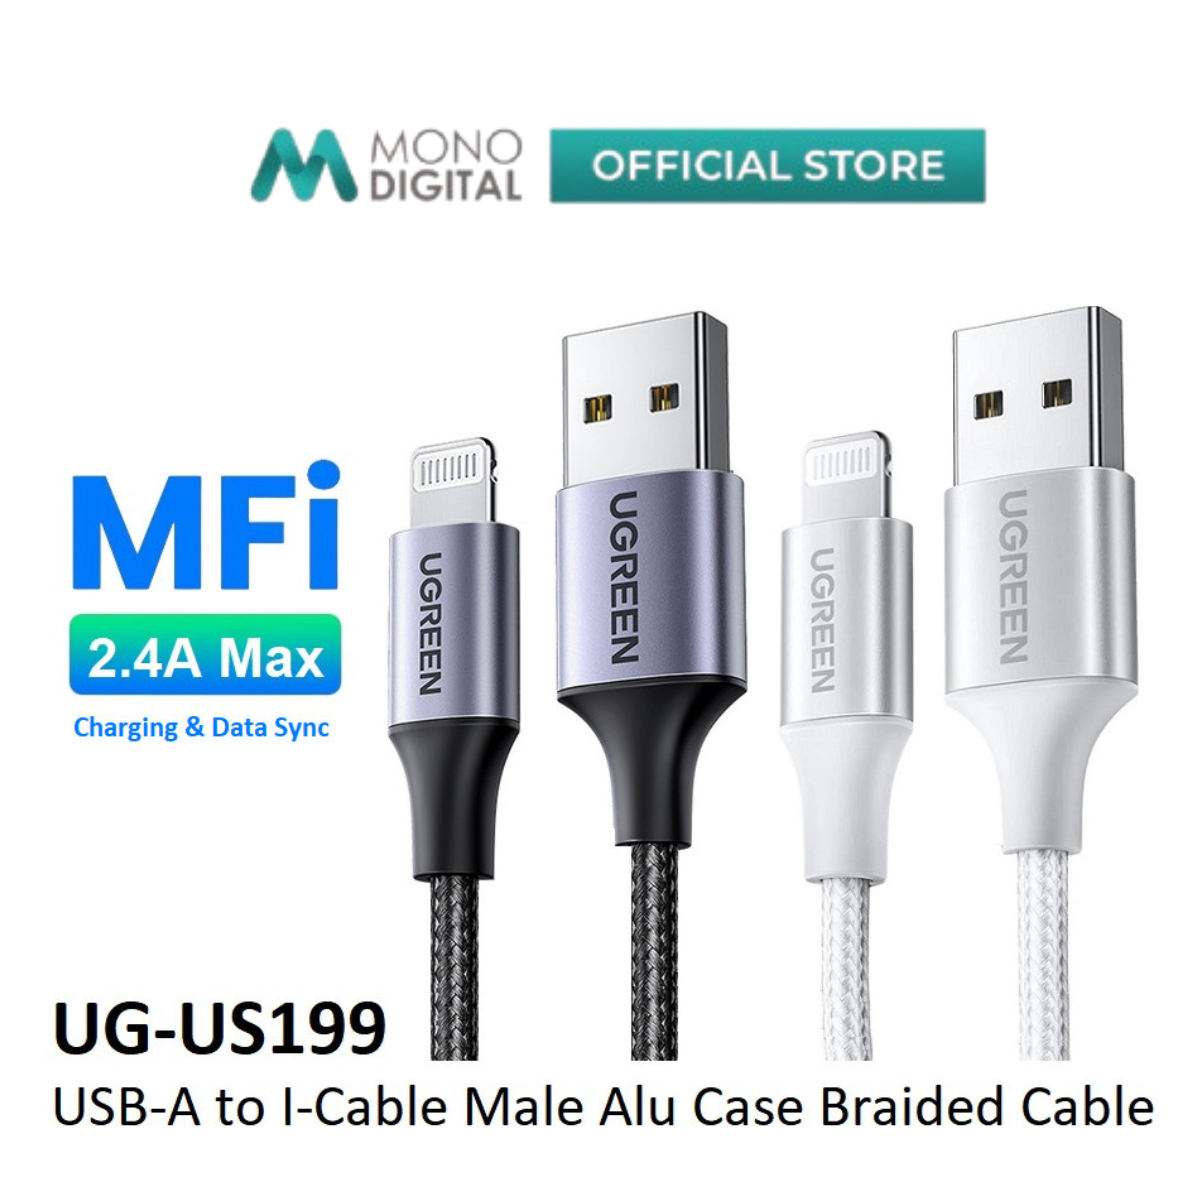 MONO
DIGITAL
OFFICIAL STORE
MFi
2.4A Max
Charging & Data Sync
UGREEN
UGREEN
UGREEN
UGREEN
UG-US199
USB-A to I-Cable Male Alu Case Braided Cable